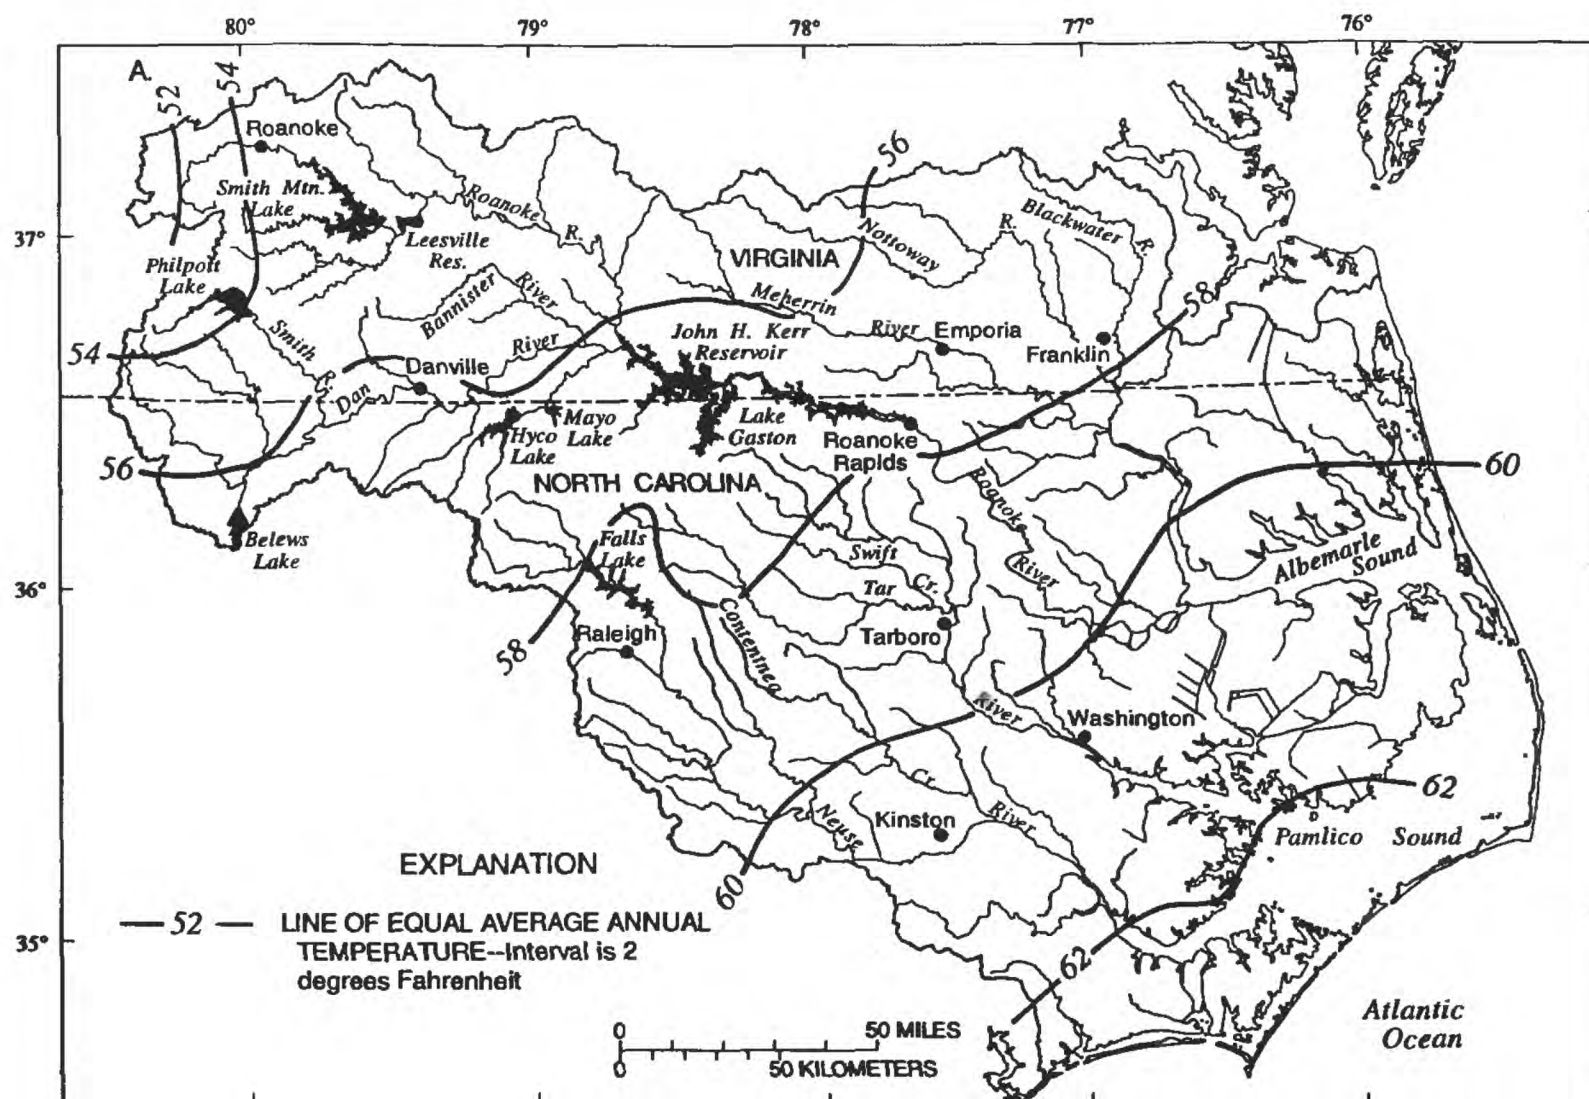 80°
79°
78°
77°
76°
A.
52
54
Roanoke
56
Smith Mtn.
Lake
Roanoke
R.
R.
Blackwater
R.
37°
Leesville
Res.
Nottoway
VIRGINIA
Philpott
Lake
Bannister
River
Meherrin
58
Smith
R.
River
John H. Kerr
Reservoir
River
Emporia
54
Danville
Franklin
Dan
Mayo
Lake
Hyco
Lake
Lake
Gaston
Roanoke
Rapids
56
60
NORTH CAROLINA
Roanoke
River
Belews
Lake
Falls
Lake
Swift
Cr.
Albemarle
Sound
36°
Tar
Contentnea
Raleigh
Tarboro
58
River
Washington
Cr.
62
Neuse
Kinston
River
Pamlico Sound
EXPLANATION
60
52 LINE OF EQUAL AVERAGE ANNUAL
TEMPERATURE--Interval is 2
degrees Fahrenheit
35°
62
0 50 MILES
0 50 KILOMETERS
Atlantic
Ocean